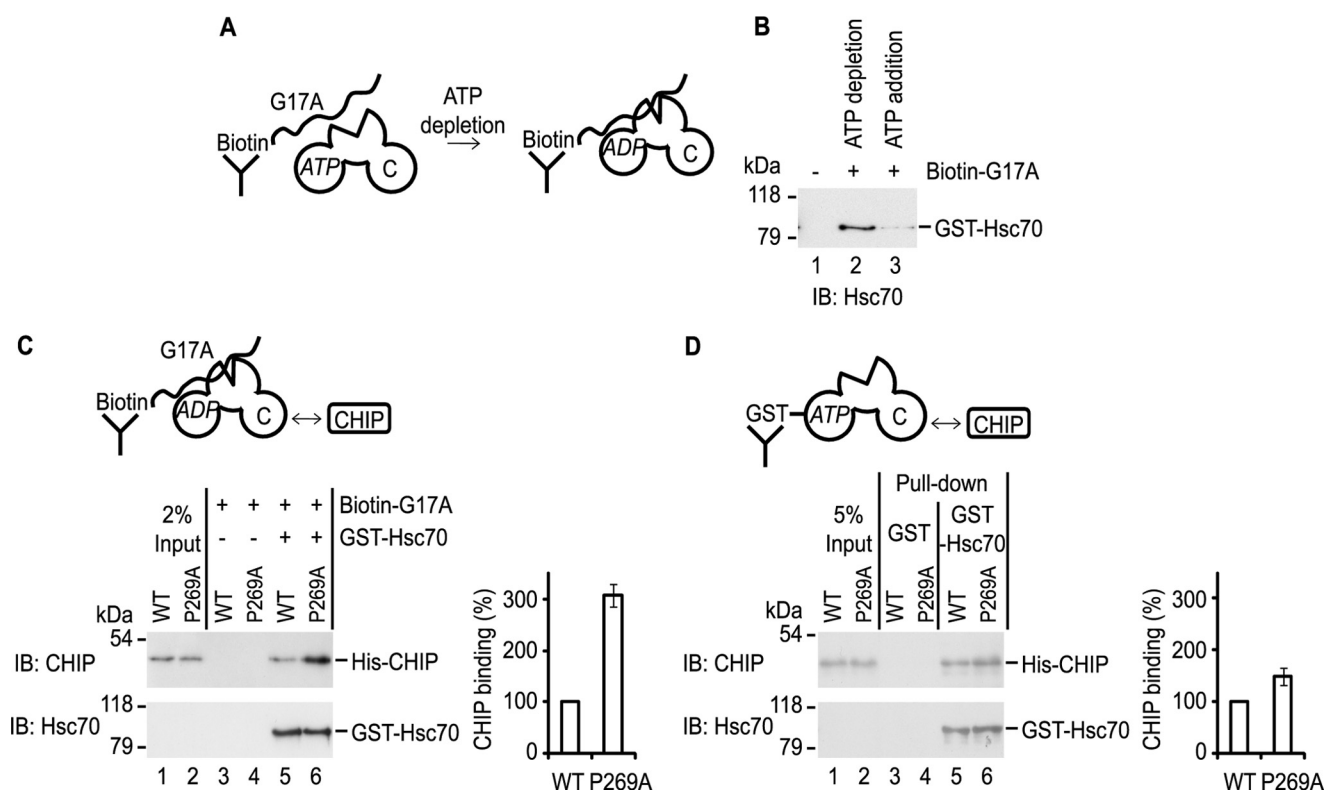 A
G17A
Biotin
ATP
C
ATP
depletion
Biotin
ADP
C
B
ATP depletion
ATP addition
kDa
- + + Biotin-G17A
118
79
GST-Hsc70
1 2 3
IB: Hsc70
C
G17A
Biotin
ADP
C
CHIP
2%
Input
+ + + + Biotin-G17A
- - + + GST-Hsc70
WT P269A WT P269A WT P269A
kDa
54
IB: CHIP
His-CHIP
118
IB: Hsc70
GST-Hsc70
79
1 2 3 4 5 6
CHIP binding (%)
300
200
100
0
WT P269A
D
GST
ATP
C
CHIP
Pull-down
5%
Input
GST
GST
-Hsc70
WT P269A WT P269A WT P269A
kDa
54
IB: CHIP
His-CHIP
118
IB: Hsc70
GST-Hsc70
79
1 2 3 4 5 6
CHIP binding (%)
300
200
100
0
WT P269A